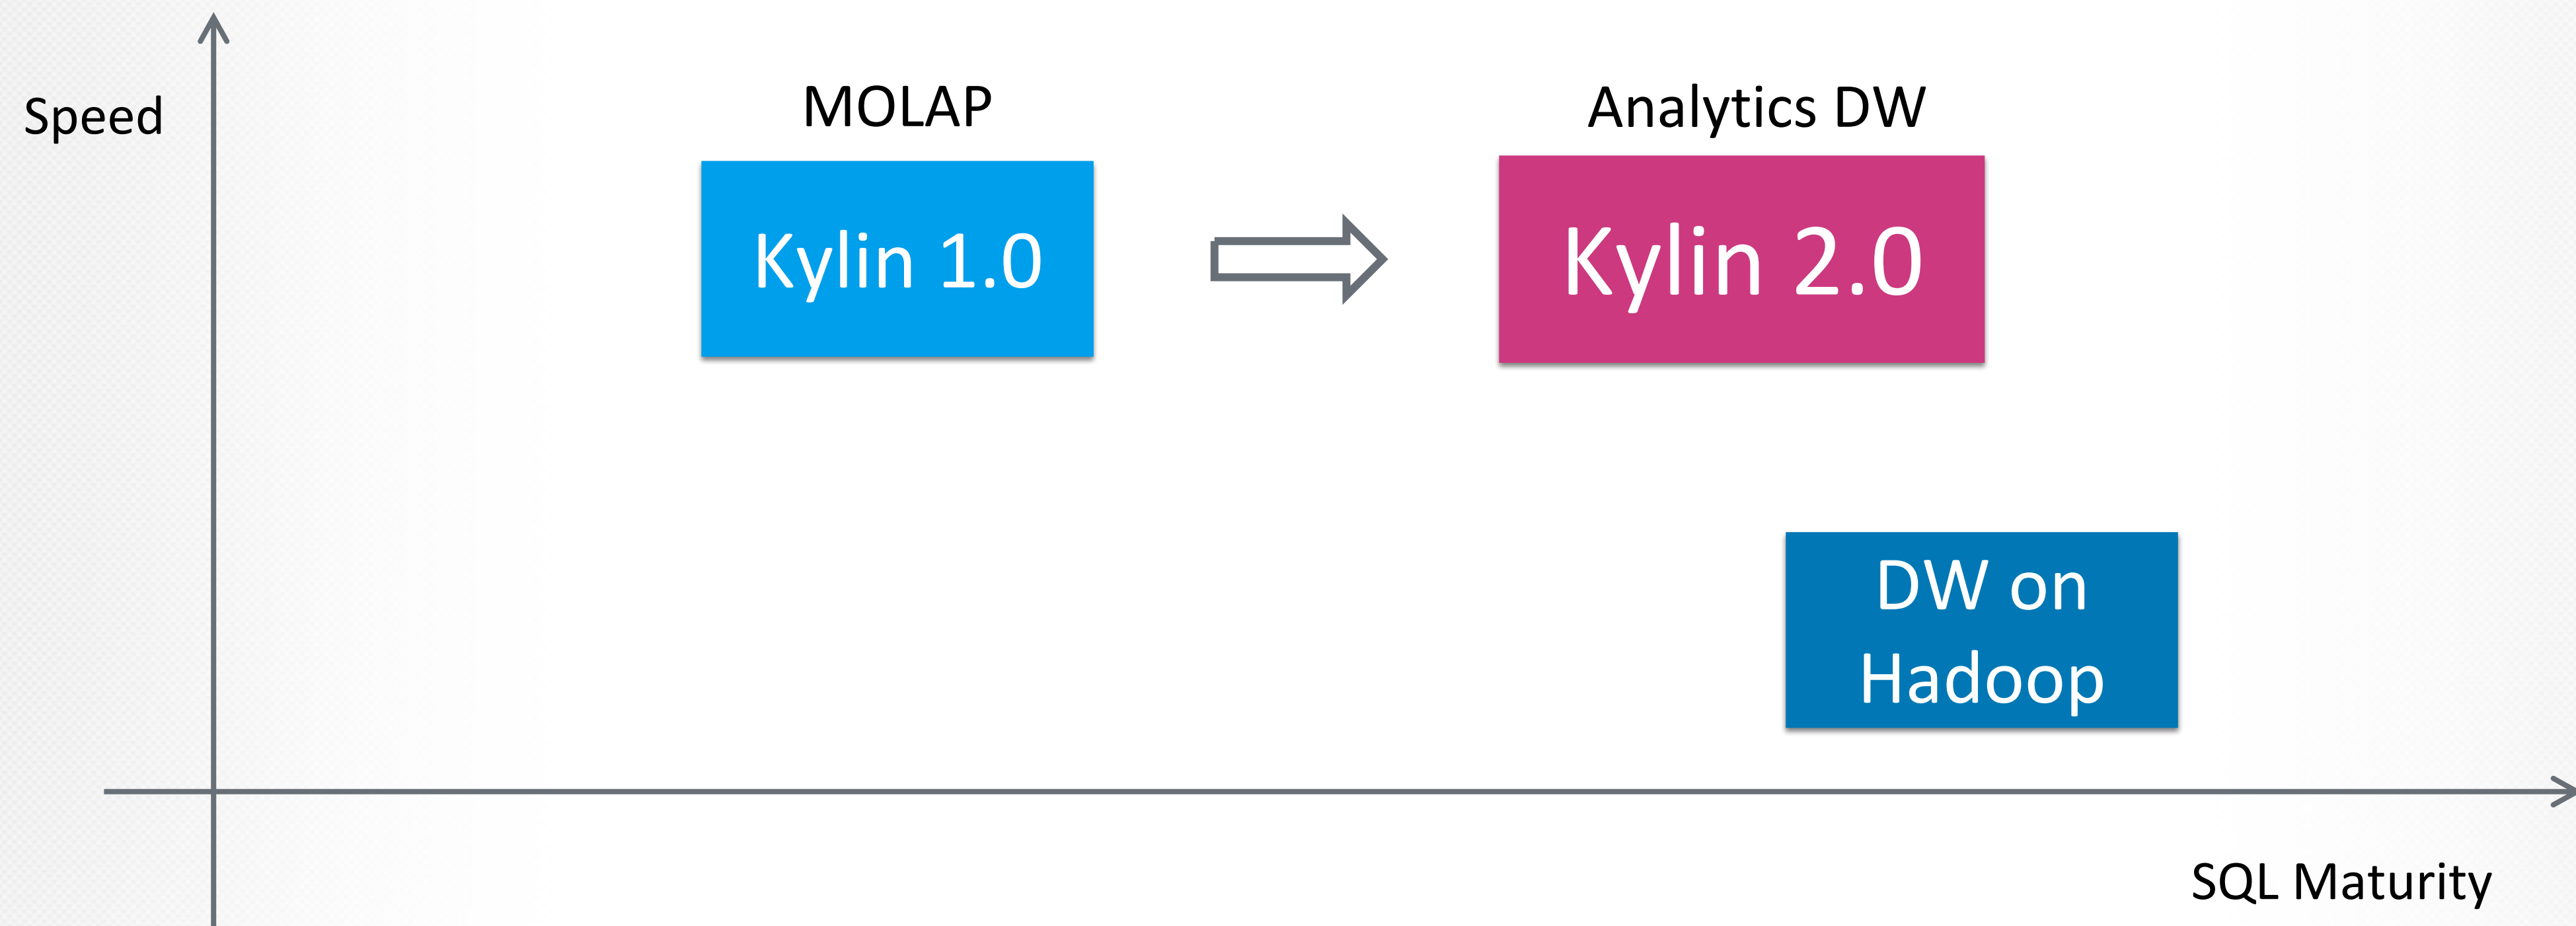 Speed
MOLAP
Analytics DW
Kylin 1.0
Kylin 2.0
DW on
Hadoop
SQL Maturity